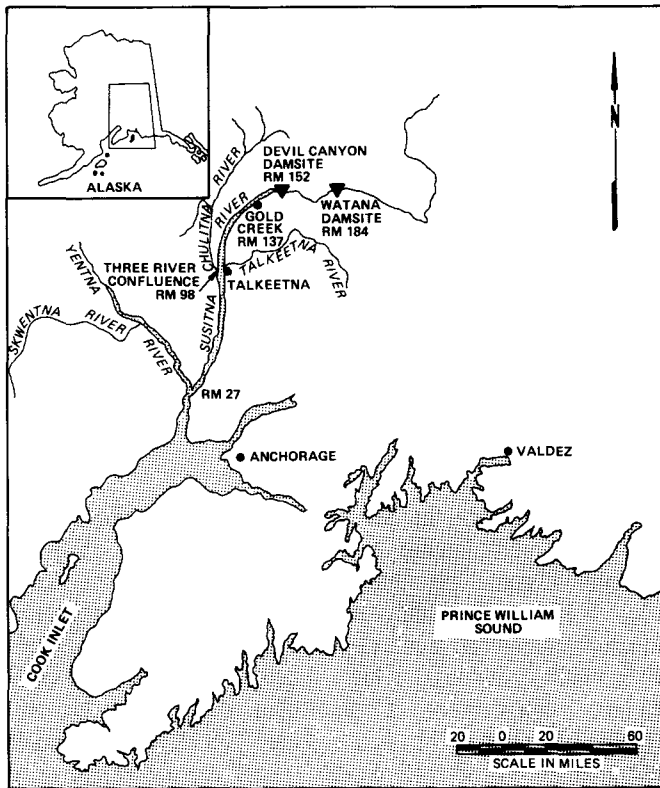 ALASKA
N
DEVIL CANYON
DAMSITE
RM 152
WATANA
DAMSITE
RM 184
CHULITNA RIVER
RIVER
GOLD
CREEK
RM 137
THREE RIVER
CONFLUENCE
RM 98
TALKEETNA
RIVER
TALKEETNA
YENTNA
RIVER
SKWENTNA RIVER
SUSITNA
RM 27
ANCHORAGE
VALDEZ
COOK INLET
PRINCE WILLIAM
SOUND
20 0 20 60
SCALE IN MILES